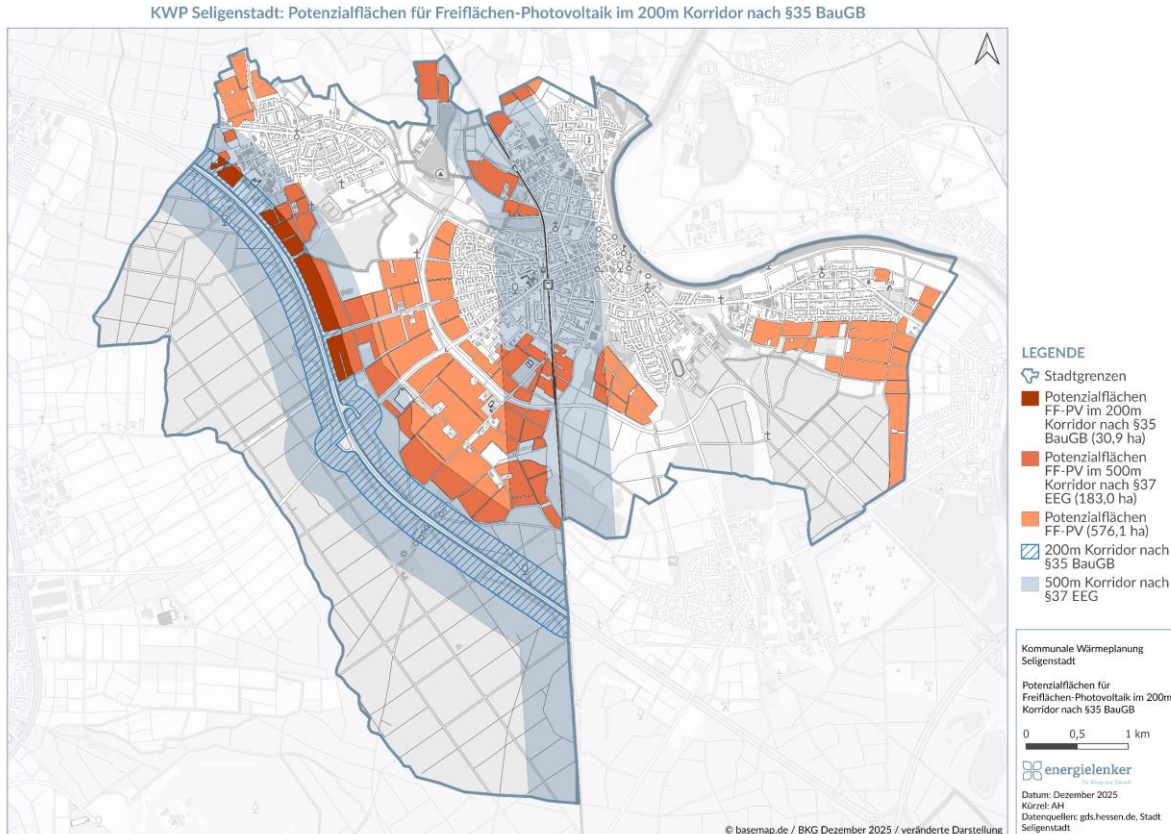 KWP Seligenstadt: Potenzialflächen für Freiflächen-Photovoltaik im 200m Korridor nach §35 BauGB
LEGENDE
Stadtgrenzen
Potenzialflächen
FF-PV im 200m
Korridor nach §35
BauGB (30,9 ha)
Potenzialflächen
FF-PV im 500m
Korridor nach §37
EEG (183,0 ha)
Potenzialflächen
FF-PV (576,1 ha)
200m Korridor nach
§35 BauGB
500m Korridor nach
§37 EEG
Kommunale Wärmeplanung
Seligenstadt
Potenzialflächen für
Freiflächen-Photovoltaik im 200m
Korridor nach §35 BauGB
0 0,5 1 km
energielenker
Datum: Dezember 2025
Kürzel: AH
Datenquellen: gds.hessen.de, Stadt
Seligenstadt
© basemap.de / BKG Dezember 2025 / veränderte Darstellung